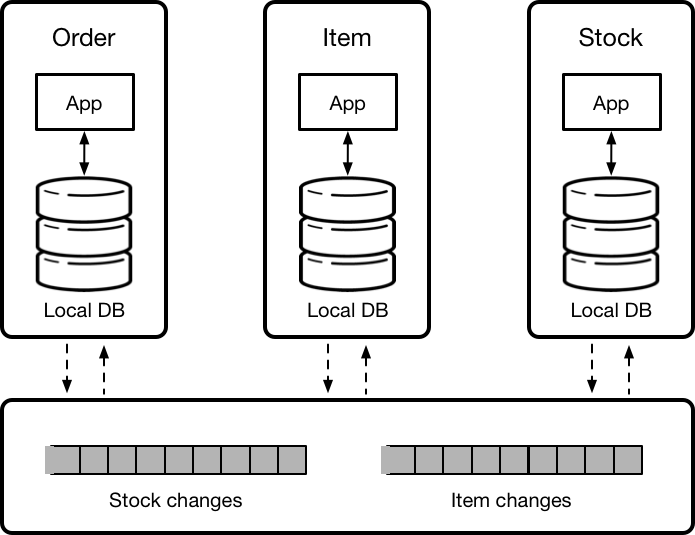 Order
Item
Stock
App
App
App
Local DB
Local DB
Local DB
Stock changes
Item changes